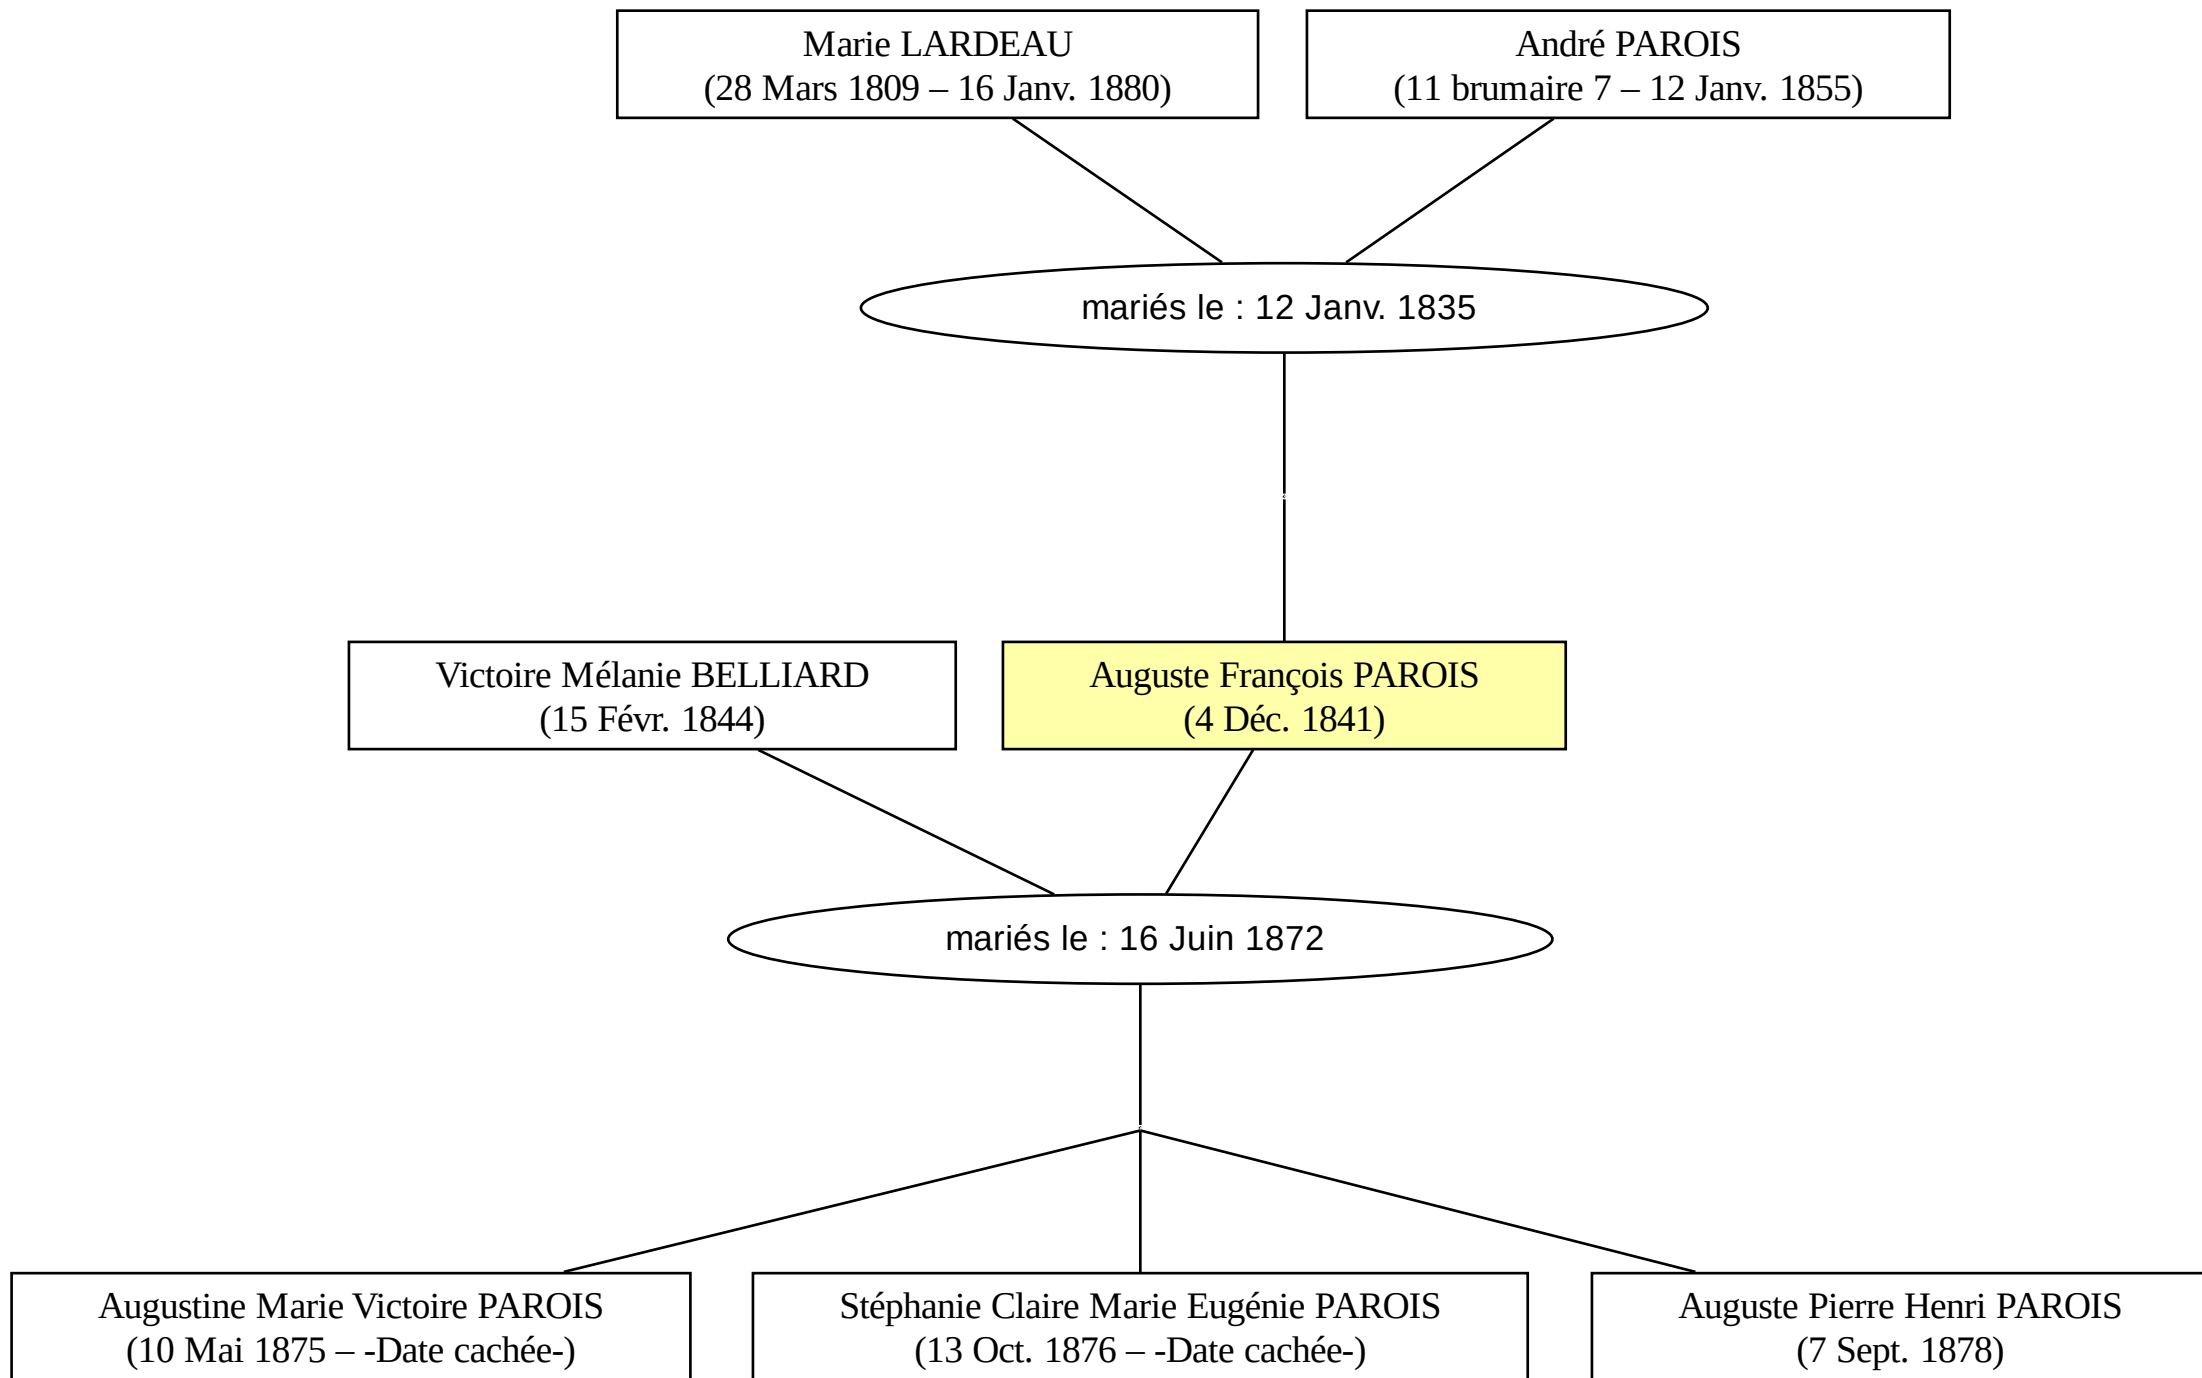 Marie LARDEAU
(28 Mars 1809 – 16 Janv. 1880)
André PAROIS
(11 brumaire 7 – 12 Janv. 1855)
mariés le : 12 Janv. 1835
Victoire Mélanie BELLIARD
(15 Févr. 1844)
Auguste François PAROIS
(4 Déc. 1841)
mariés le : 16 Juin 1872
Augustine Marie Victoire PAROIS
(10 Mai 1875 – -Date cachée-)
Stéphanie Claire Marie Eugénie PAROIS
(13 Oct. 1876 – -Date cachée-)
Auguste Pierre Henri PAROIS
(7 Sept. 1878)